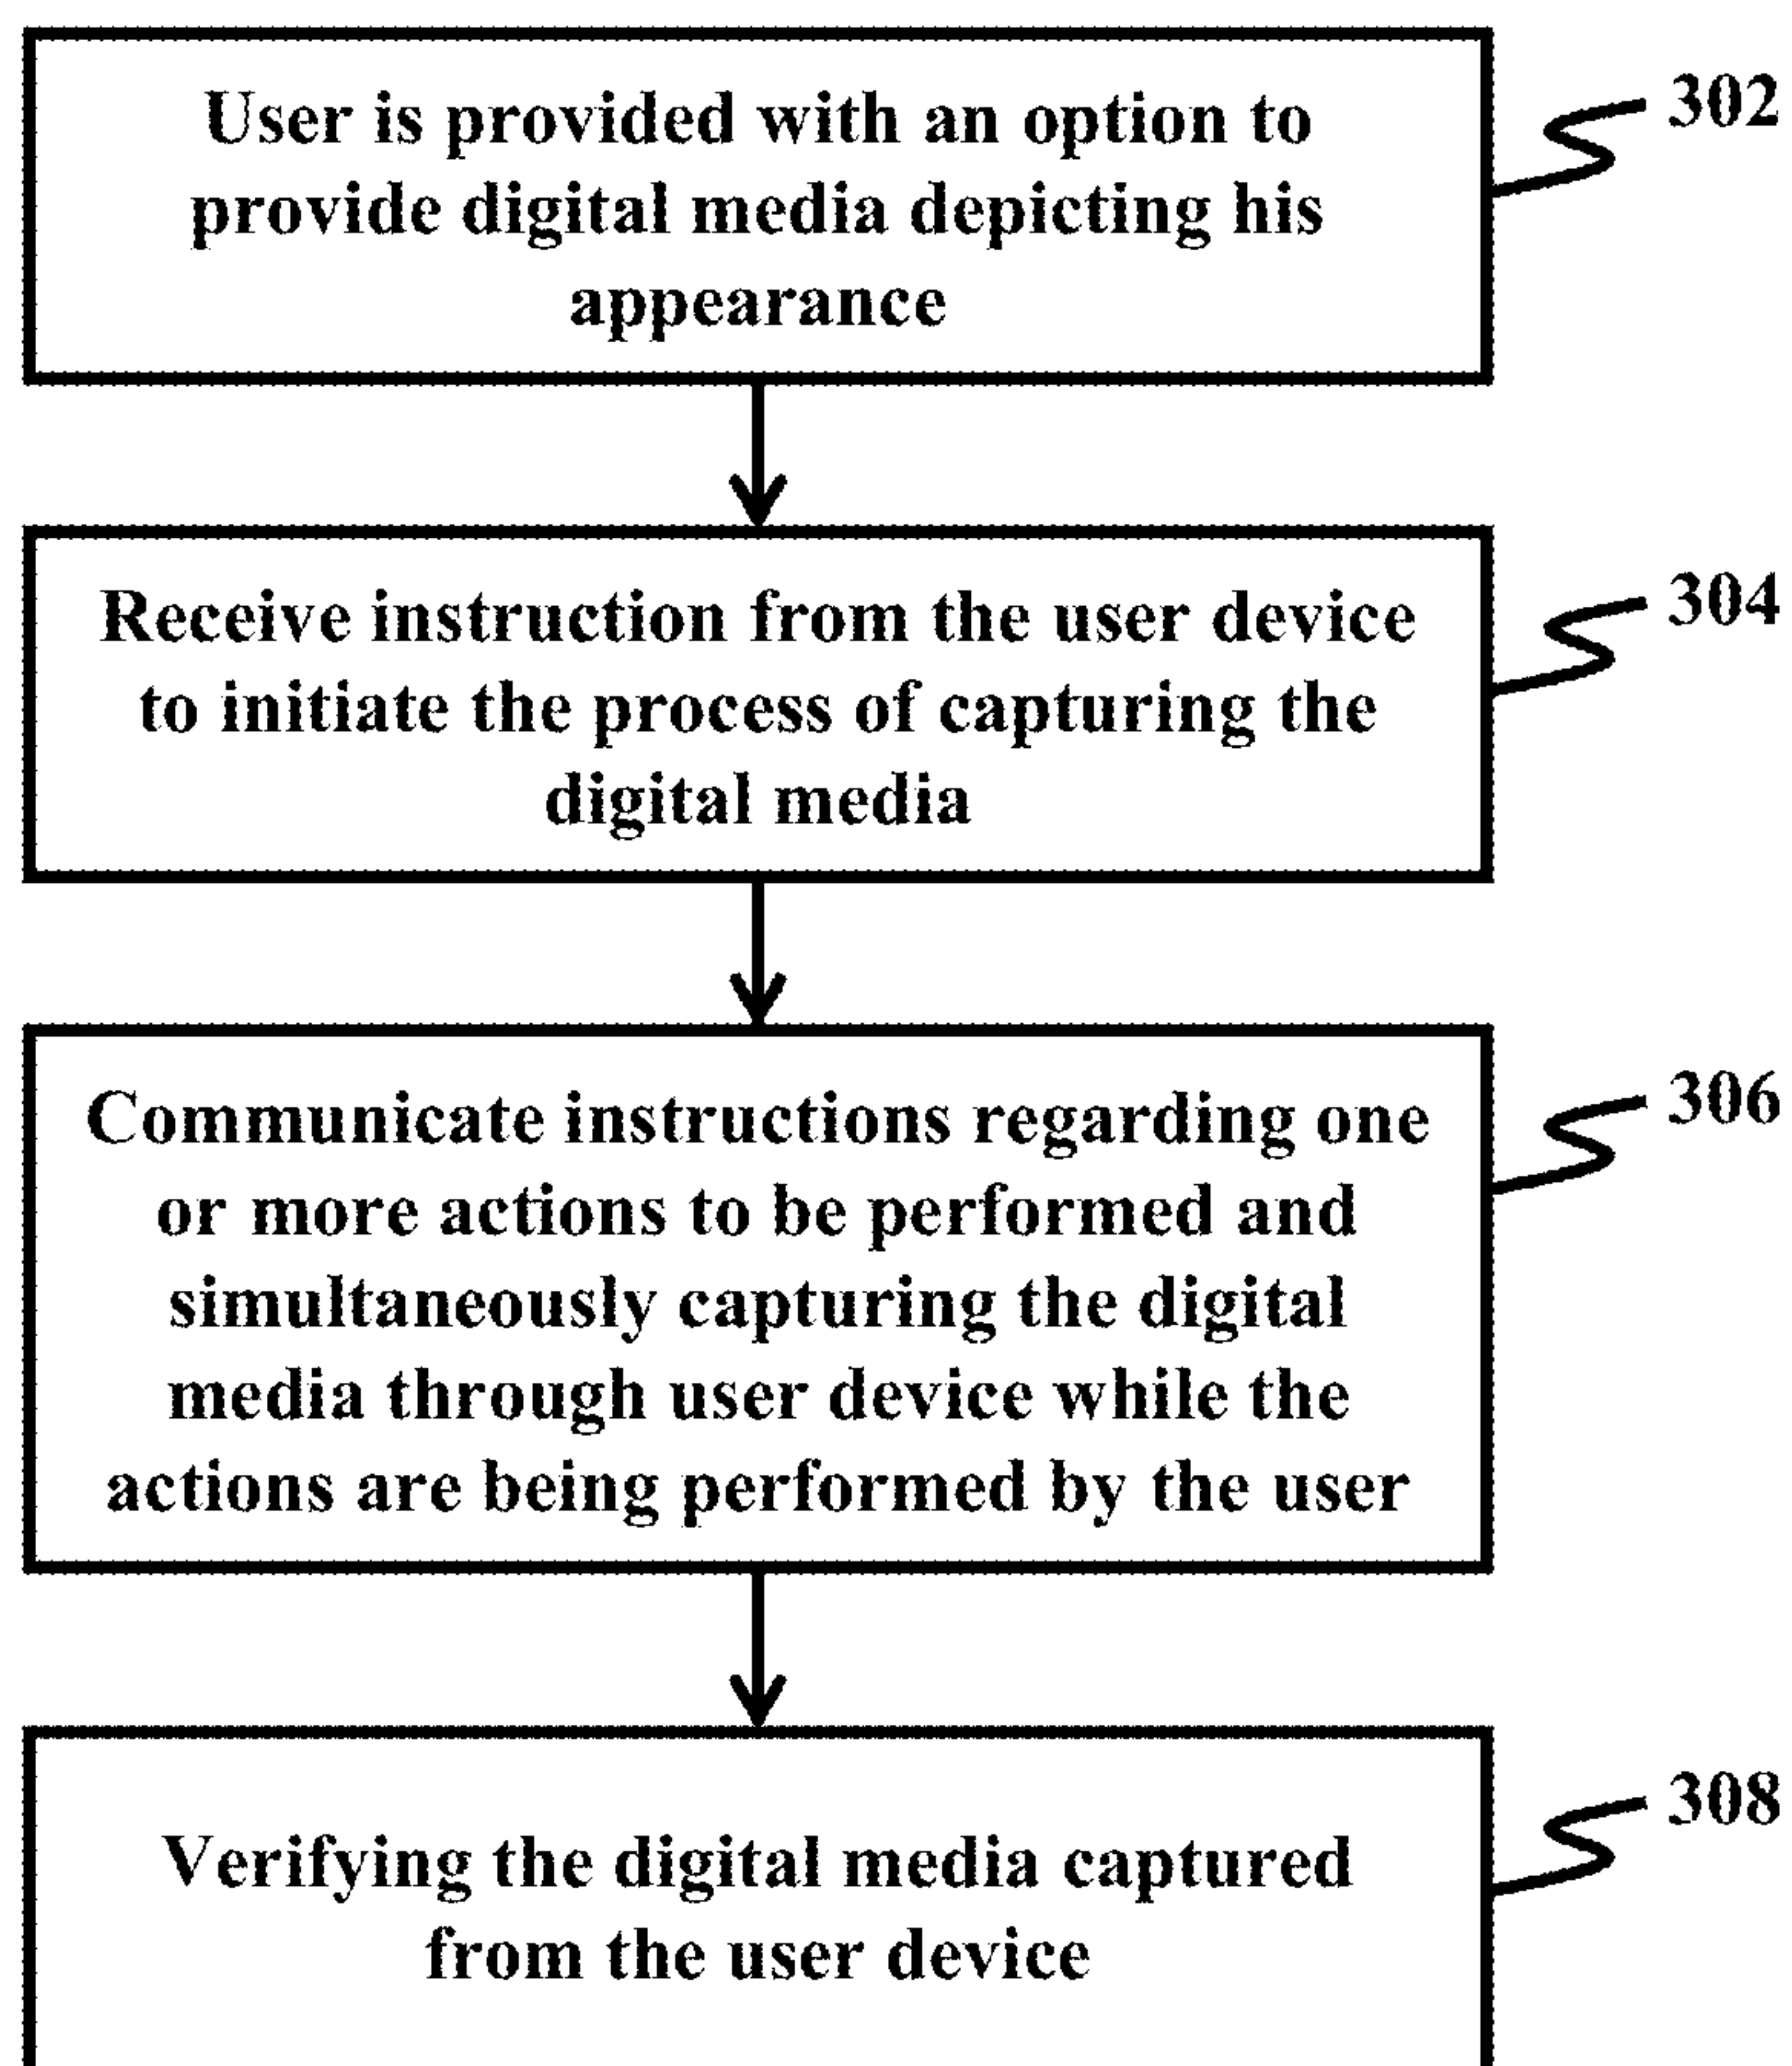 User is provided with an option to
provide digital media depicting his
appearance
302
Receive instruction from the user device
to initiate the process of capturing the
digital media
304
Communicate instructions regarding one
or more actions to be performed and
simultaneously capturing the digital
media through user device while the
actions are being performed by the user
306
Verifying the digital media captured
from the user device
308